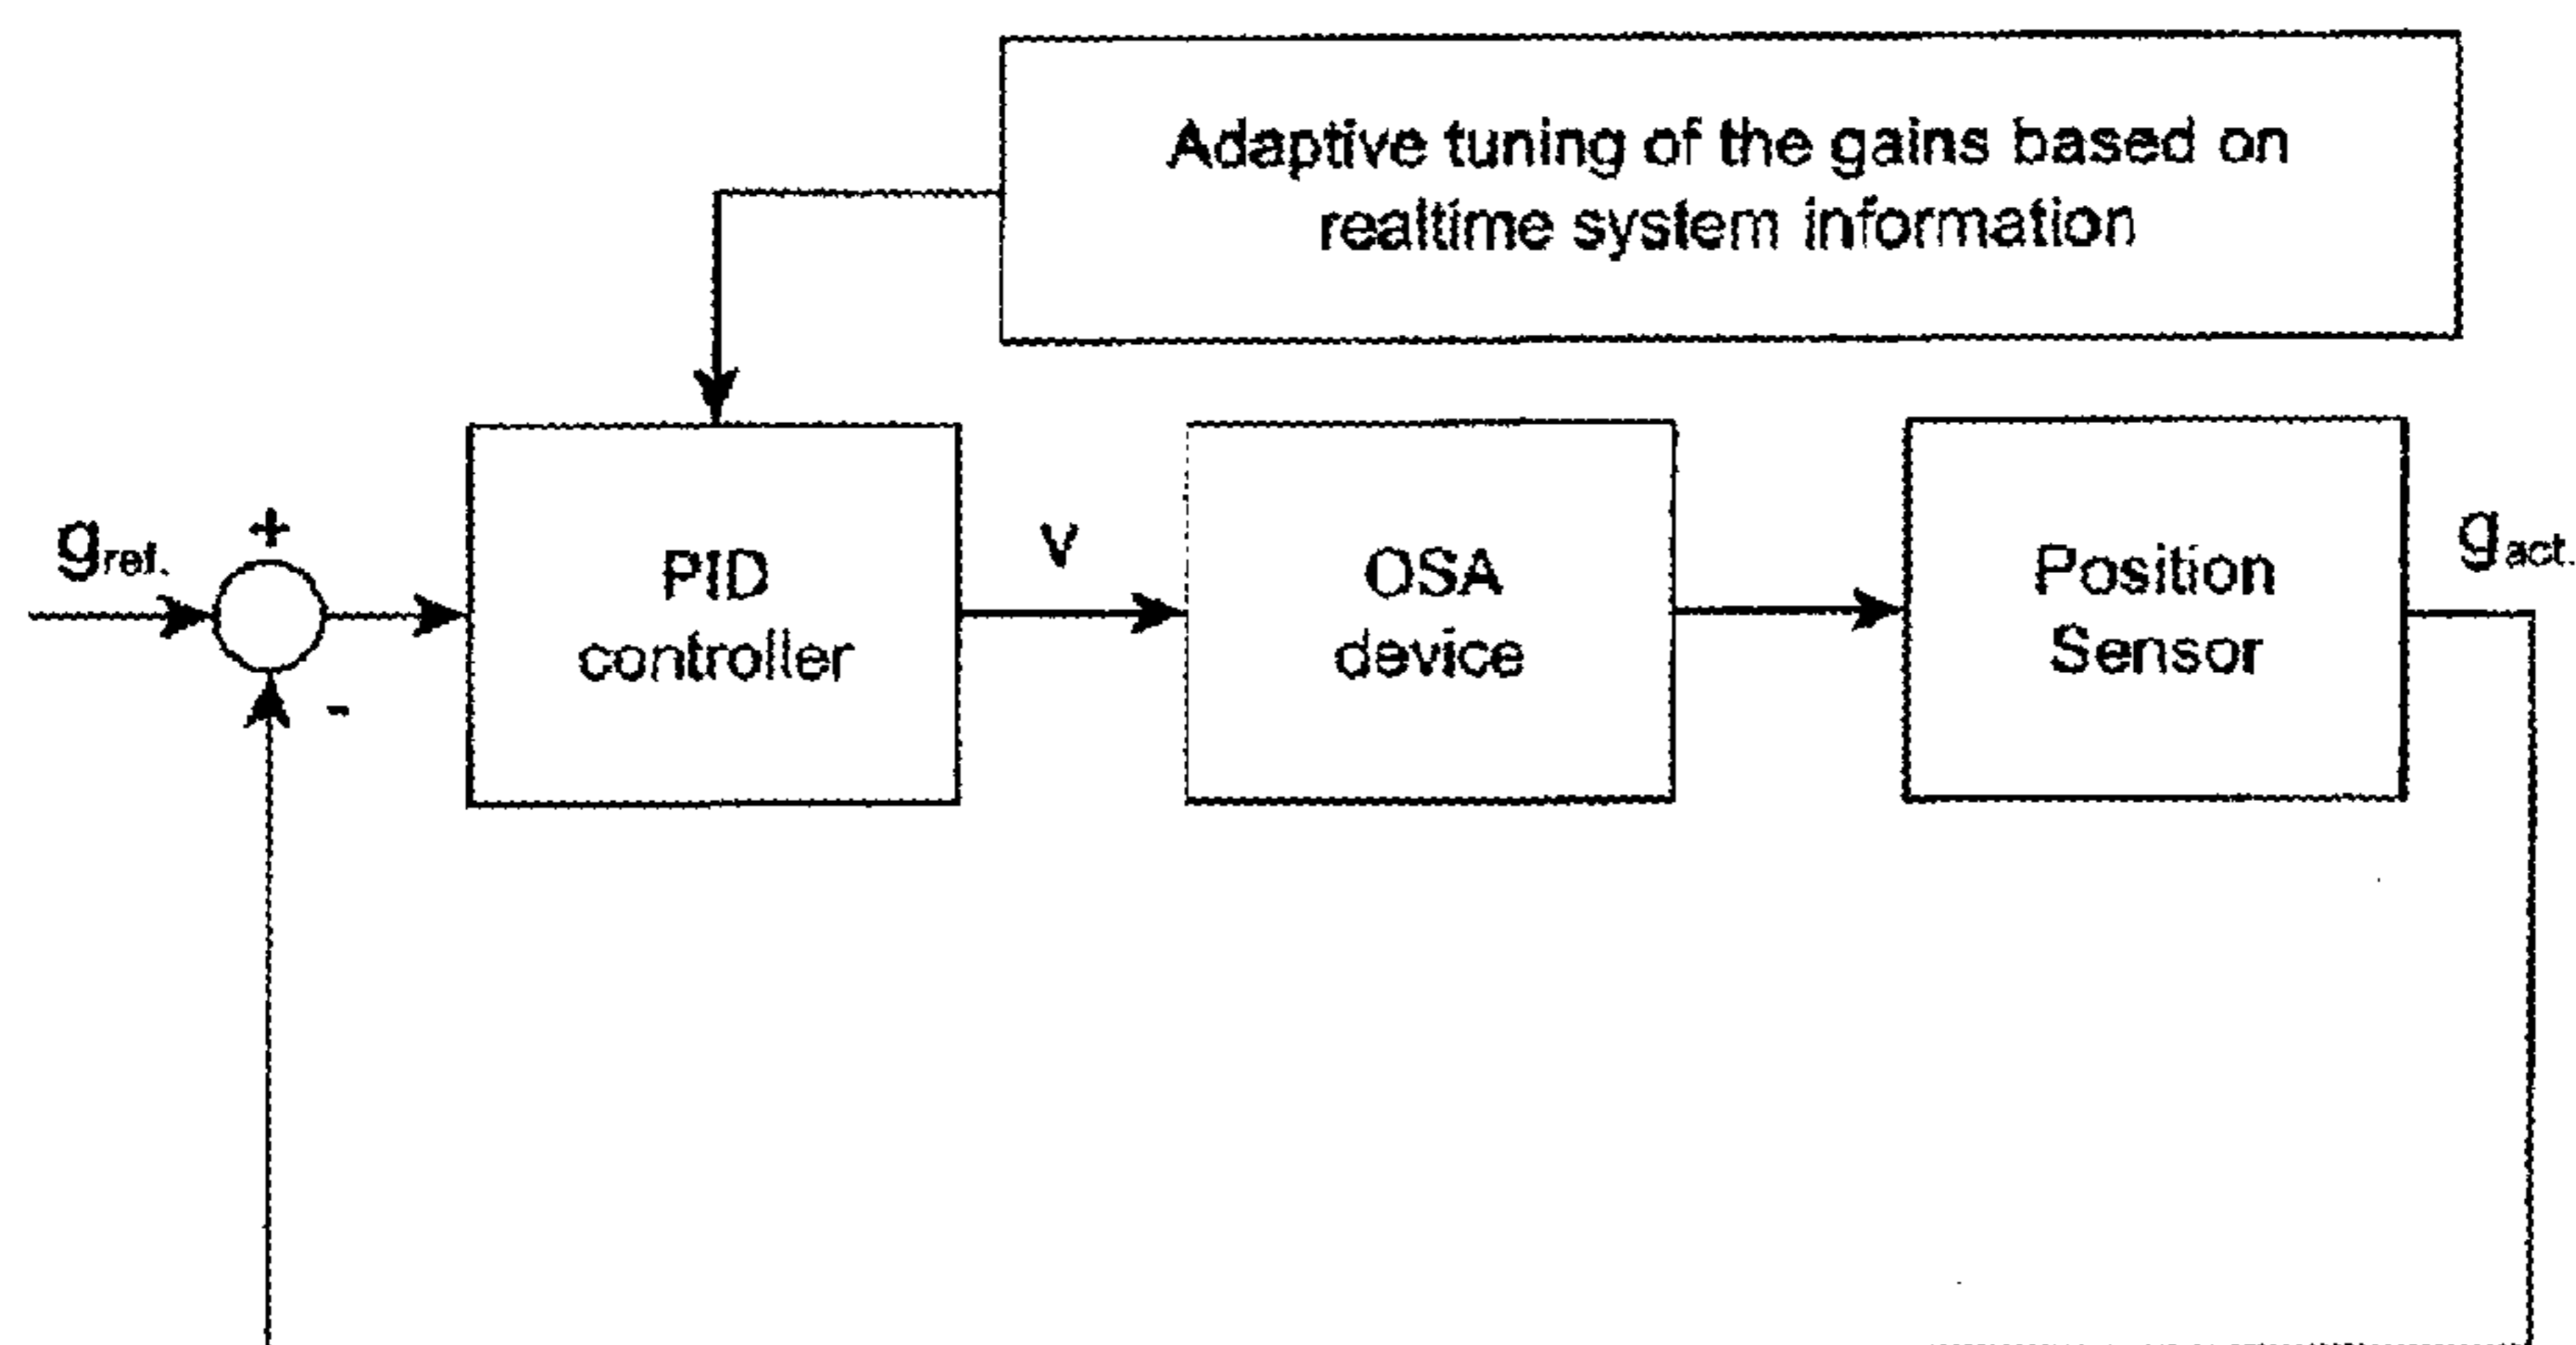 Adaptive tuning of the gains based on
realtime system information
g_ref.
+
-
PID
controller
v
OSA
device
Position
Sensor
g_act.